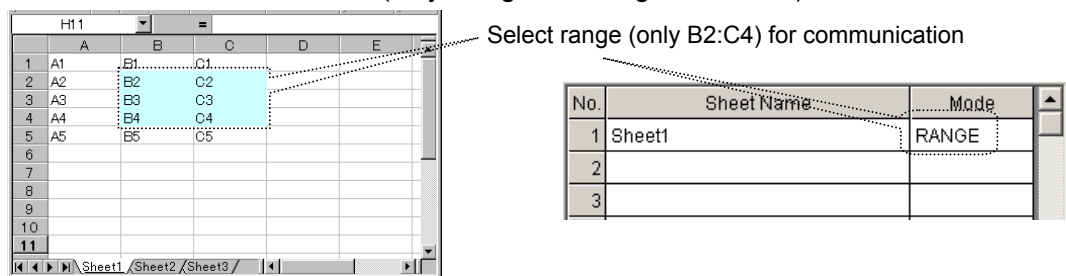 H11 =
A B C D E
1 A1 B1 C1
2 A2 B2 C2
3 A3 B3 C3
4 A4 B4 C4
5 A5 B5 C5
6
7
8
9
10
11
Sheet1 Sheet2 Sheet3
Select range (only B2:C4) for communication
No. Sheet Name Mode
1 Sheet1 RANGE
2
3